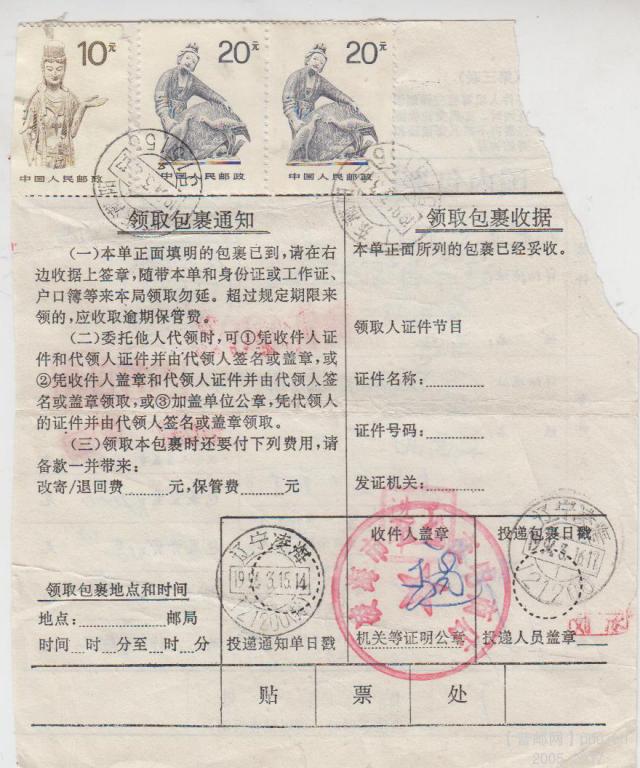 10元
20元
20元
中国人民邮政
中国人民邮政
中国人民邮政
领取包裹通知
(一)本单正面填明的包裹已到,请在右
边收据上签章,随带本单和身份证或工作证、
户口簿等来本局领取勿延。超过规定期限来
领的,应收取逾期保管费。
(二)委托他人代领时,可①凭收件人证
件和代领人证件并由代领人签名或盖章,或
②凭收件人盖章和代领人证件并由代领人签
名或盖章领取,或③加盖单位公章,凭代领人
的证件并由代领人签名或盖章领取。
(三)领取本包裹时还要付下列费用,请
备款一并带来:
改寄/退回费........元,保管费........元
领取包裹收据
本单正面所列的包裹已经妥收。
领取人证件节目
证件名称:
证件号码:
发证机关:
领取包裹地点和时间
地点:............邮局
时间 时 分至 时 分
辽宁凌海
投递通知单日戳
收件人盖章
机关等证明公章
投递包裹日戳
投递人员盖章
贴 票 处